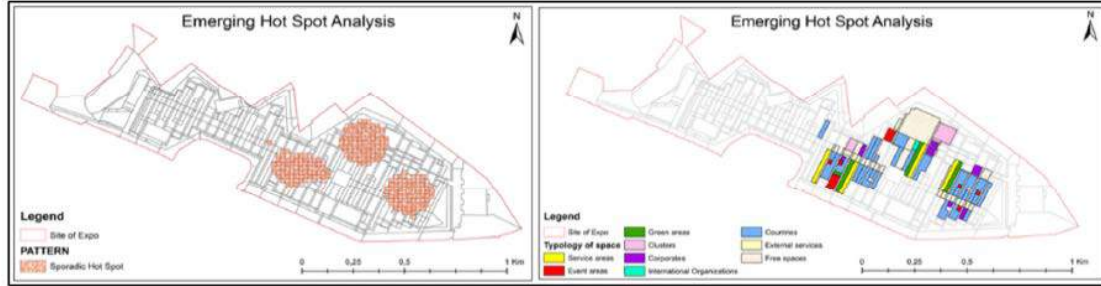 Emerging Hot Spot Analysis
N
Legend
Site of Expo
PATTERN
Sporadic Hot Spot
0 0,25 0,5 1 Km
Emerging Hot Spot Analysis
N
Legend
Site of Expo
Typology of space
Service areas
Event areas
Green areas
Clusters
Corporates
International Organizations
Countries
External services
Free spaces
0 0,25 0,5 1 Km